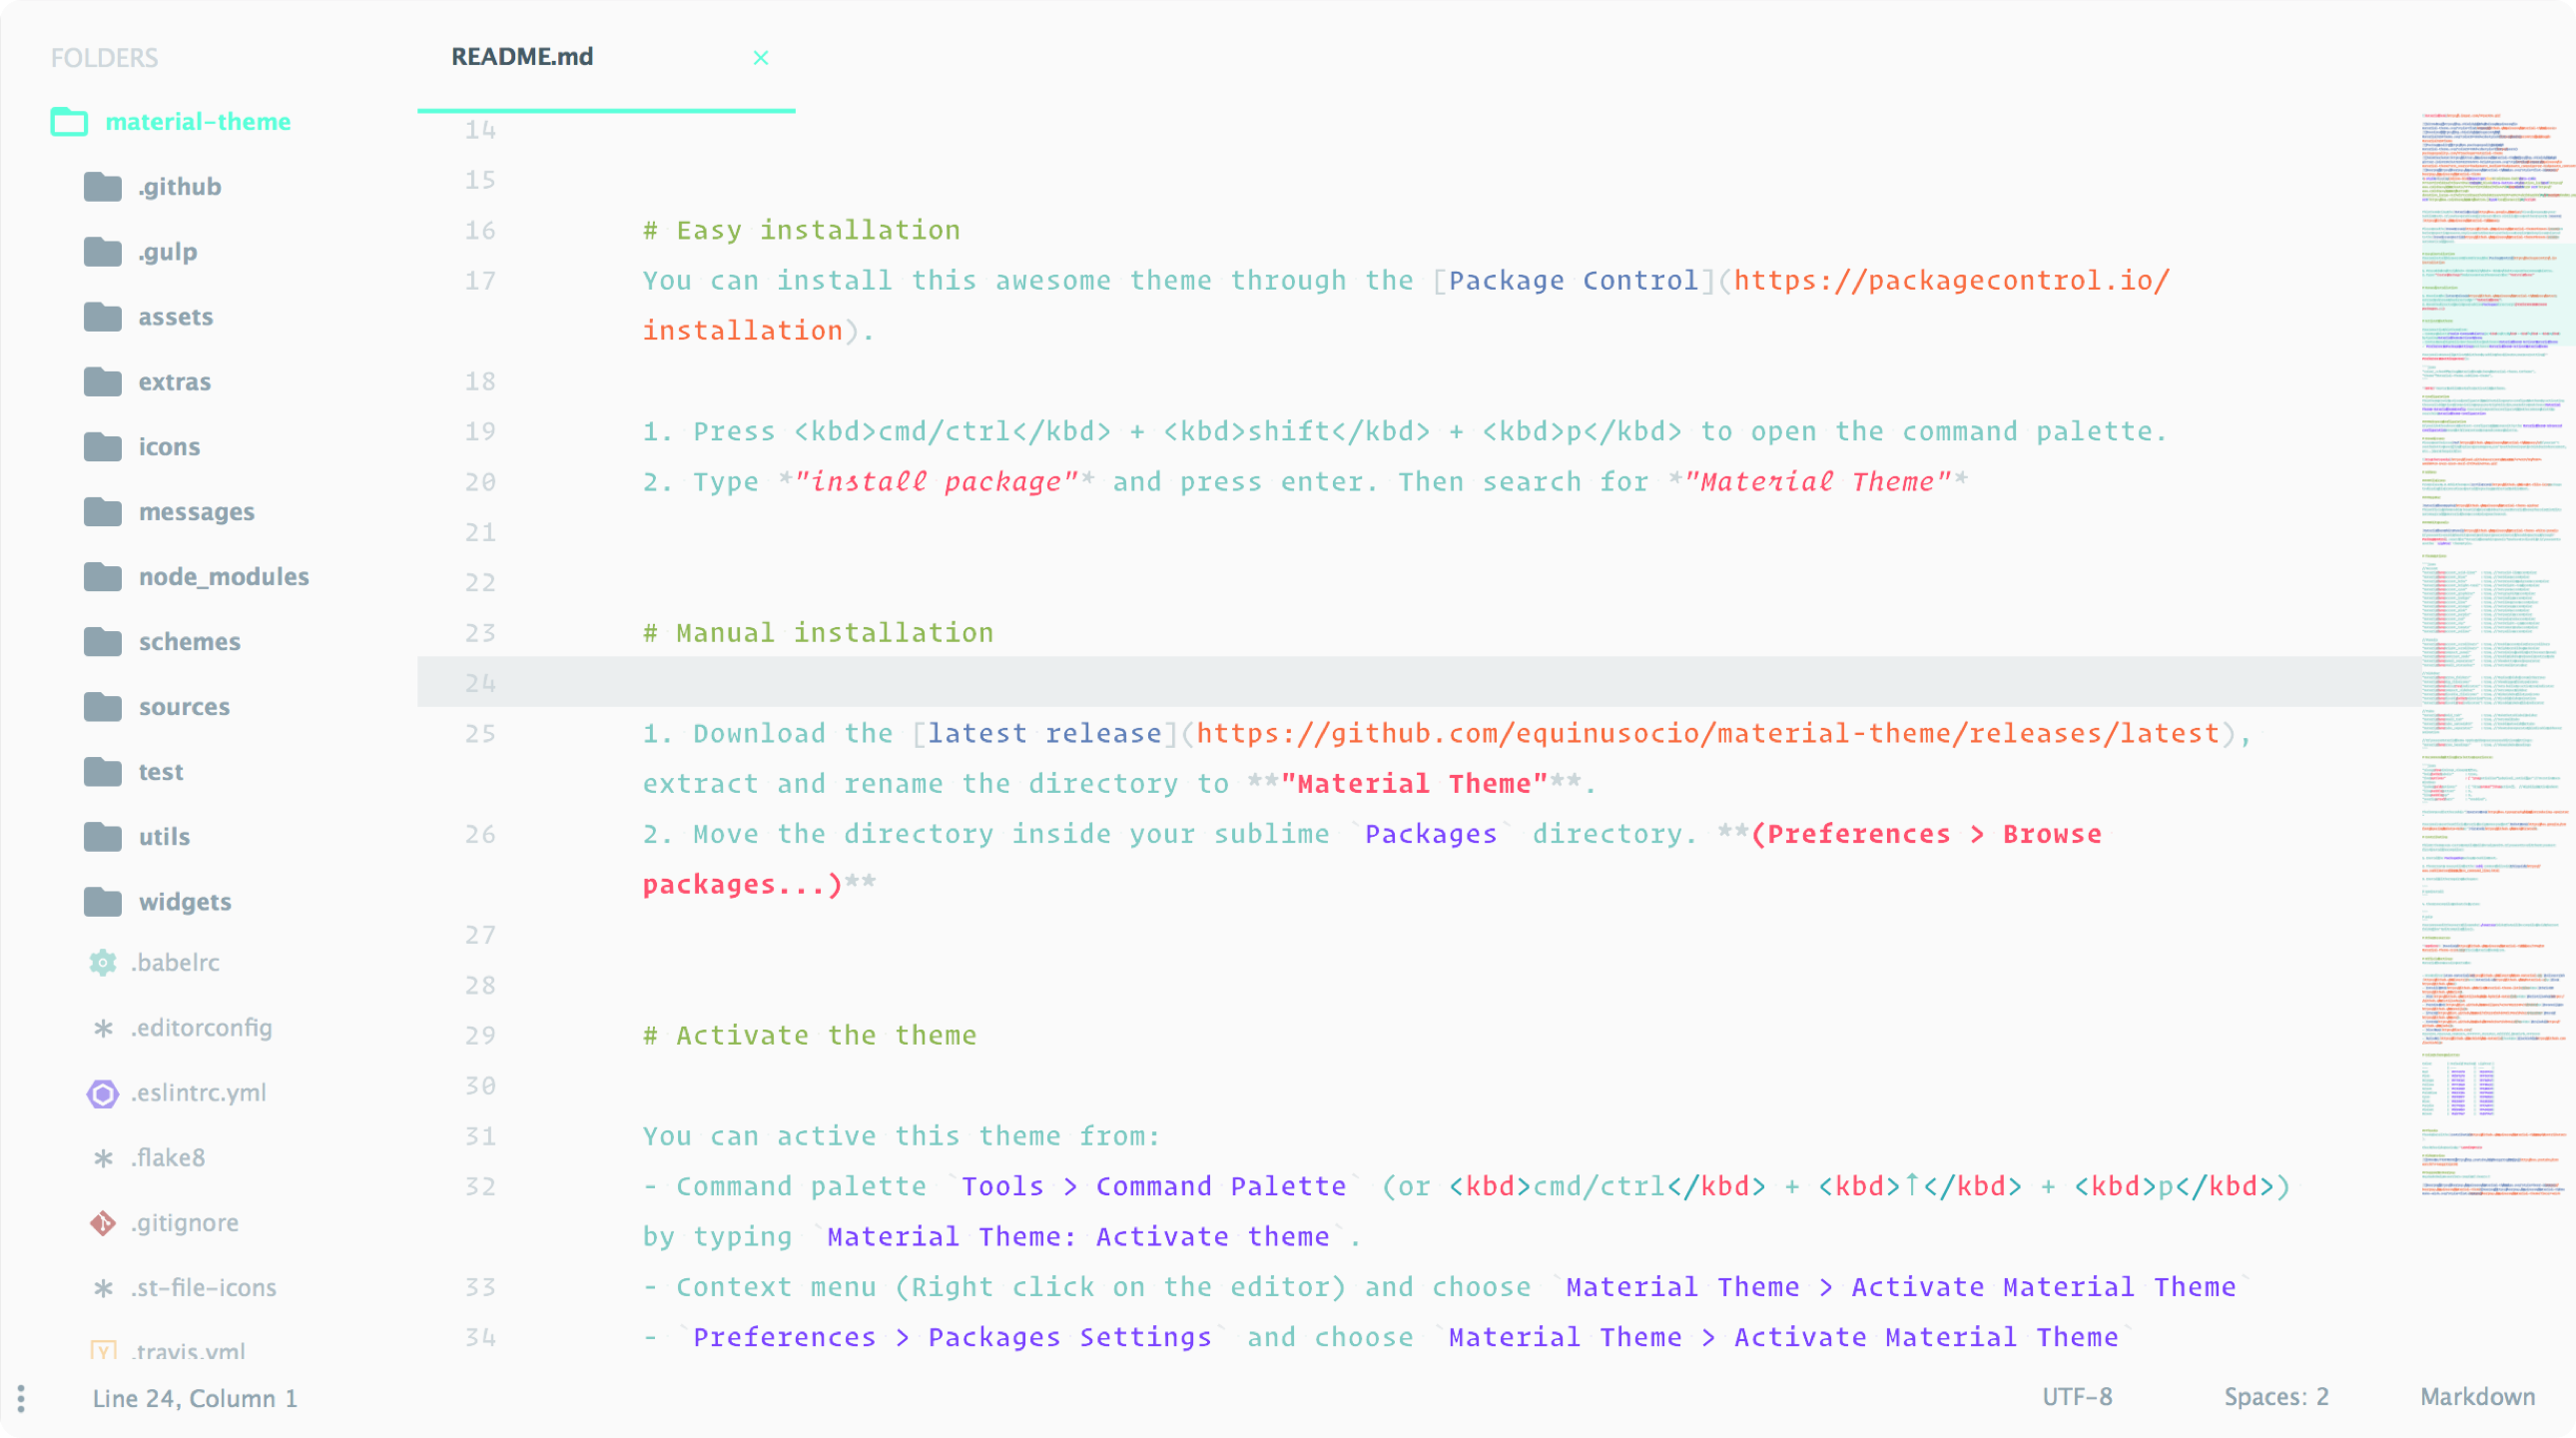 FOLDERS
material-theme
.github
.gulp
assets
extras
icons
messages
node_modules
schemes
sources
test
utils
widgets
.babelrc
.editorconfig
.eslintrc.yml
.flake8
.gitignore
.st-file-icons
.travis.yml
README.md ×
14
15
16 # Easy installation
17 You can install this awesome theme through the [Package Control](https://packagecontrol.io/
installation).
18
19 1. Press <kbd>cmd/ctrl</kbd> + <kbd>shift</kbd> + <kbd>p</kbd> to open the command palette.
20 2. Type *"install package"* and press enter. Then search for *"Material Theme"*
21
22
23 # Manual installation
24
25 1. Download the [latest release](https://github.com/equinusocio/material-theme/releases/latest),
extract and rename the directory to **"Material Theme"**.
26 2. Move the directory inside your sublime `Packages` directory. **(Preferences > Browse
packages...)**
27
28
29 # Activate the theme
30
31 You can active this theme from:
32 - Command palette `Tools > Command Palette` (or <kbd>cmd/ctrl</kbd> + <kbd>↑</kbd> + <kbd>p</kbd>)
by typing `Material Theme: Activate theme`.
33 - Context menu (Right click on the editor) and choose `Material Theme > Activate Material Theme`
34 - `Preferences > Packages Settings` and choose `Material Theme > Activate Material Theme`
Line 24, Column 1
UTF-8
Spaces: 2
Markdown